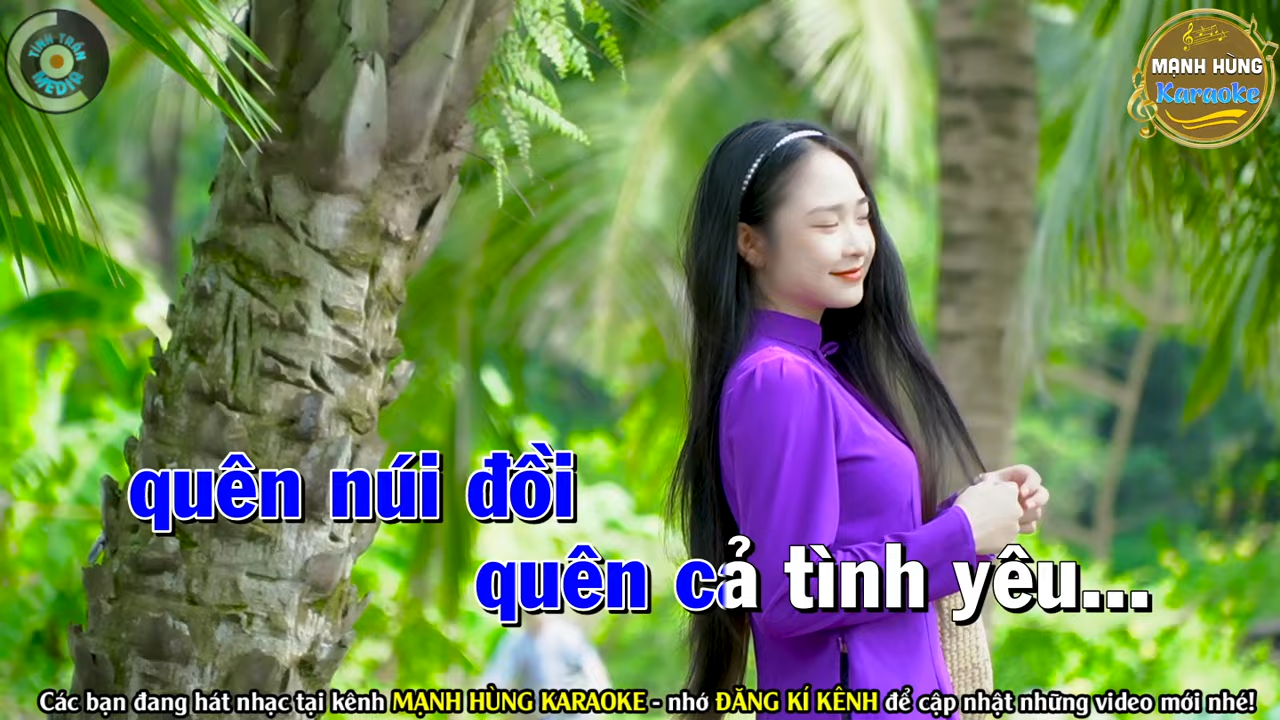 TÌNH TRẦN
MEDIA
MẠNH HÙNG
Karaoke
quên núi đồi
quên cả tình yêu...
Các bạn đang hát nhạc tại kênh MẠNH HÙNG KARAOKE - nhớ ĐĂNG KÍ KÊNH để cập nhật những video mới nhé!